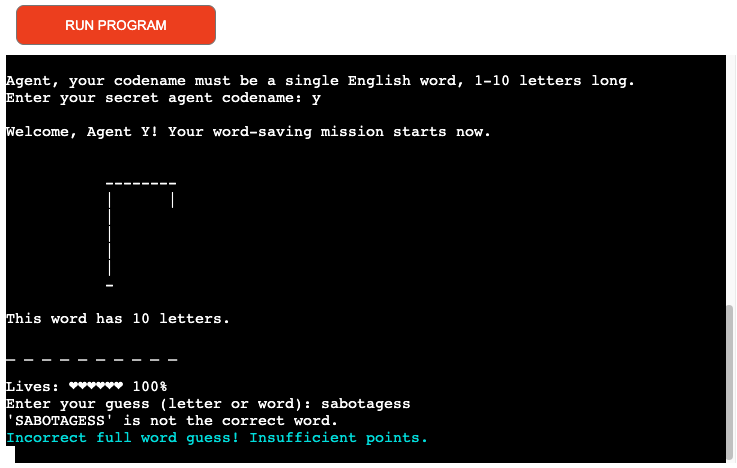 RUN PROGRAM
Agent, your codename must be a single English word, 1-10 letters long.
Enter your secret agent codename: y
Welcome, Agent Y! Your word-saving mission starts now.
--------
|      |
|
|
|
|
-
This word has 10 letters.
_ _ _ _ _ _ _ _ _ _
Lives: ♥♥♥♥♥♥ 100%
Enter your guess (letter or word): sabotagess
'SABOTAGESS' is not the correct word.
Incorrect full word guess! Insufficient points.